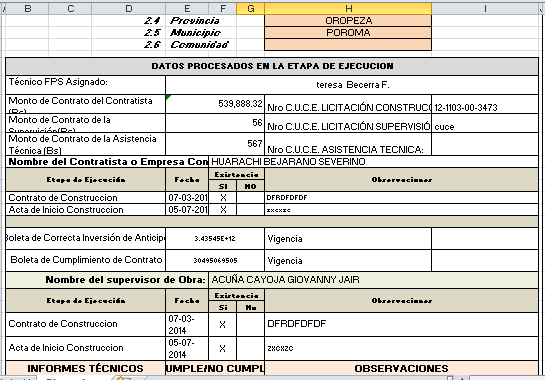 B C D E F G H I
2.4 Provincia OROPEZA
2.5 Municipio POROMA
2.6 Comunidad
DATOS PROCESADOS EN LA ETAPA DE EJECUCION
Técnico FPS Asignado: teresa Becerra F.
Monto de Contrato del Contratista (Bs) 539,888.32 Nro C.U.C.E. LICITACIÓN CONSTRUCC 12-1103-00-3473
Monto de Contrato de la Supervición(Bs) 56 Nro C.U.C.E. LICITACIÓN SUPERVISIÓ cuce
Monto de Contrato de la Asistencia Técnica (Bs) 567 Nro C.U.C.E. ASISTENCIA TECNICA:
Nombre del Contratista o Empresa Con HUARACHI BEJARANO SEVERINO
Etapa de Ejecución Fecha Existencia Observaciones
SI NO
Contrato de Construccion 07-03-201 X DFRDFDFDF
Acta de Inicio Construccion 05-07-201 X zxcxzc
Boleta de Correcta Inversión de Anticip 3.43545E+12 Vigencia
Boleta de Cumplimiento de Contrato 30495069505 Vigencia
Nombre del supervisor de Obra: ACUÑA CAYOJA GIOVANNY JAIR
Etapa de Ejecución Fecha Existencia Observaciones
Si No
Contrato de Construccion 07-03-2014 X DFRDFDFDF
Acta de Inicio Construccion 05-07-2014 X zxcxzc
INFORMES TÉCNICOS UMPLE NO CUMPL OBSERVACIONES